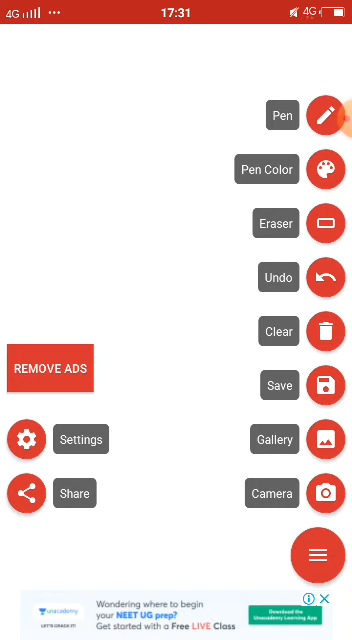 4G 17:31 4G
Pen
Pen Color
Eraser
Undo
Clear
REMOVE ADS
Save
Settings
Gallery
Share
Camera
unacademy
LET'S CRACK IT!
Wondering where to begin
your NEET UG prep?
Get started with a Free LIVE Class
Download the
Unacademy Learning App